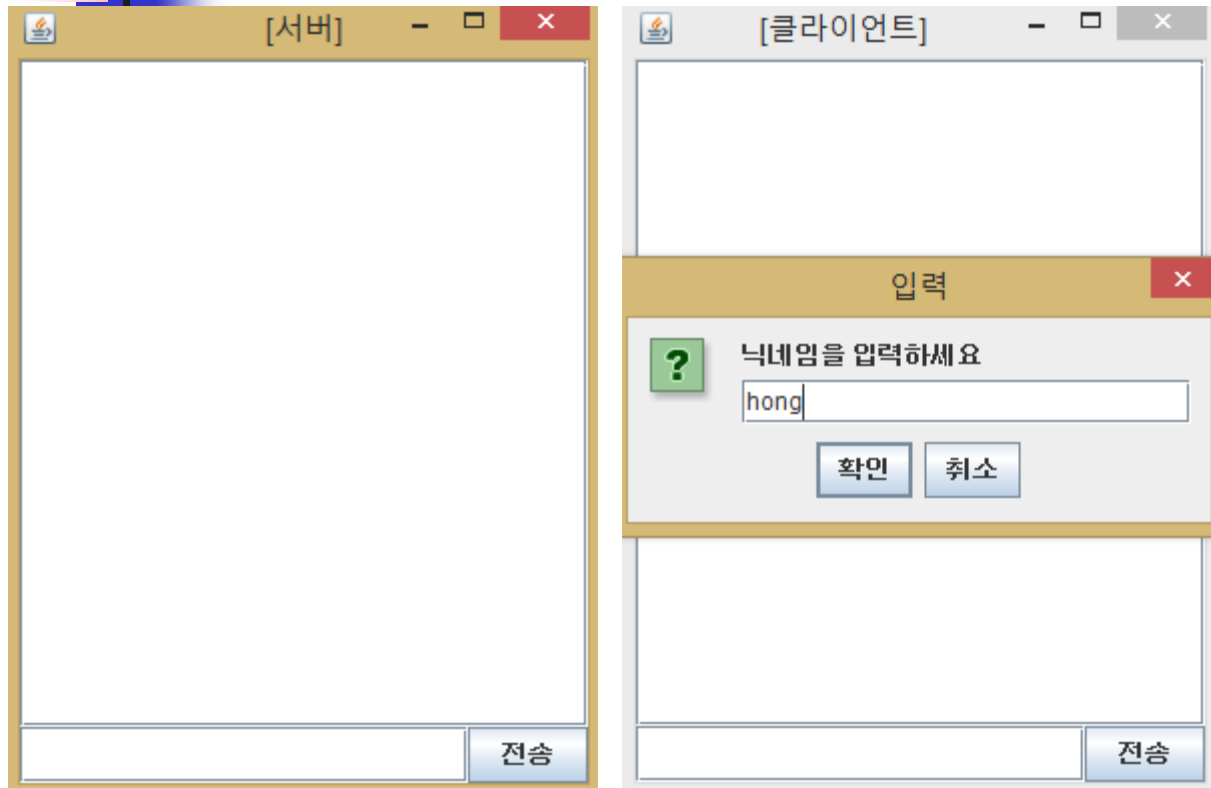 [서버]
전송
[클라이언트]
입력
닉네임을 입력하세요
hong
확인 취소
전송